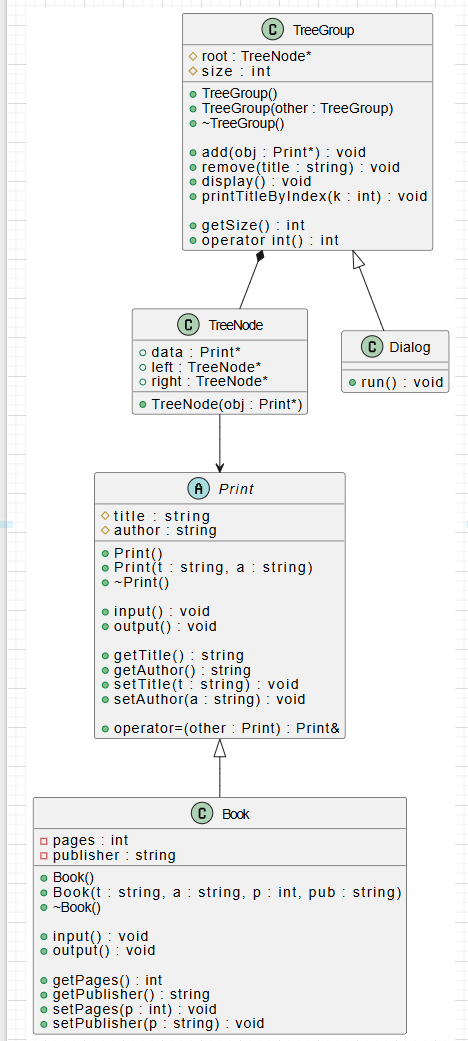 C TreeGroup
root : TreeNode*
size : int
TreeGroup()
TreeGroup(other : TreeGroup)
~TreeGroup()
add(obj : Print*) : void
remove(title : string) : void
display() : void
printTitleByIndex(k : int) : void
getSize() : int
operator int() : int
C TreeNode
data : Print*
left : TreeNode*
right : TreeNode*
TreeNode(obj : Print*)
C Dialog
run() : void
A Print
title : string
author : string
Print()
Print(t : string, a : string)
~Print()
input() : void
output() : void
getTitle() : string
getAuthor() : string
setTitle(t : string) : void
setAuthor(a : string) : void
operator=(other : Print) : Print&
C Book
pages : int
publisher : string
Book()
Book(t : string, a : string, p : int, pub : string)
~Book()
input() : void
output() : void
getPages() : int
getPublisher() : string
setPages(p : int) : void
setPublisher(p : string) : void